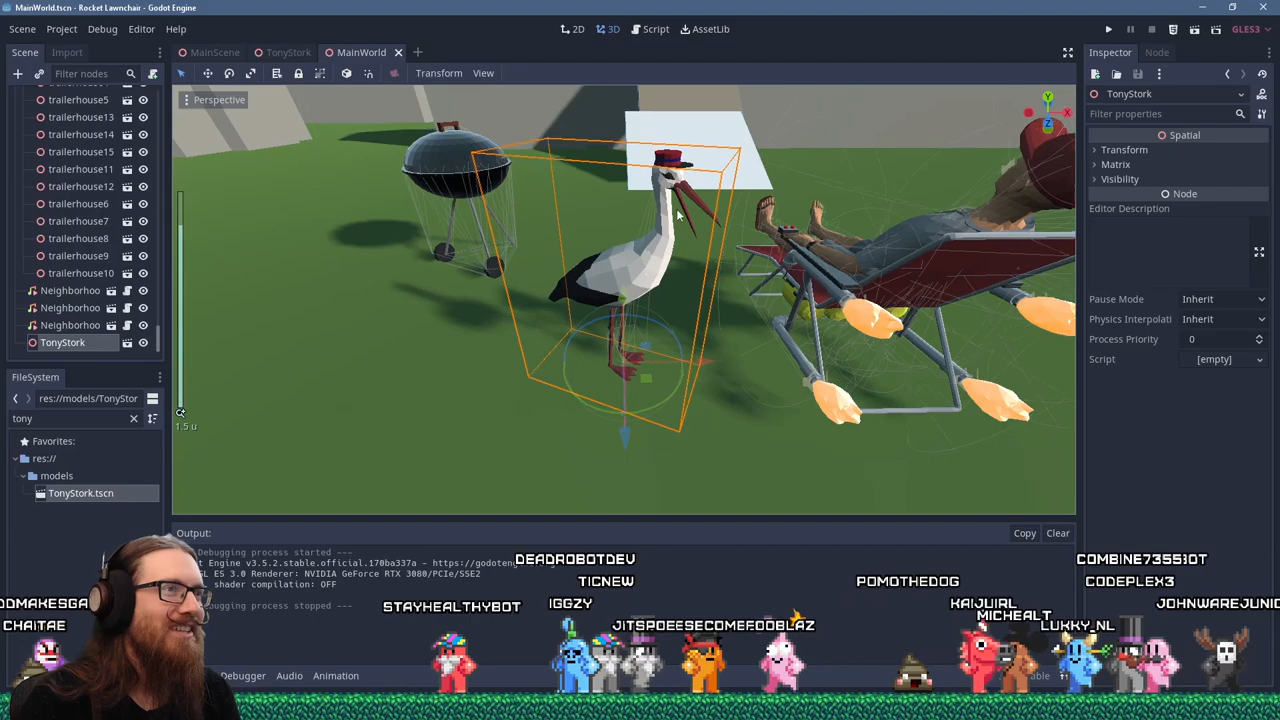 MainWorld.tscn - Rocket Lawnchair - Godot Engine
Scene Project Debug Editor Help
2D 3D Script AssetLib
GLES3
Scene Import
MainScene TonyStork MainWorld
Inspector Node
Filter nodes
Transform View
TonyStork
Filter properties
trailerhouse5
trailerhouse13
trailerhouse14
trailerhouse15
trailerhouse11
trailerhouse12
trailerhouse6
trailerhouse7
trailerhouse8
trailerhouse9
trailerhouse10
Neighborhoo
Neighborhoo
Neighborhoo
TonyStork
Perspective
Y
X
Z
1.5 u
Spatial
Transform
Matrix
Visibility
Node
Editor Description
Pause Mode Inherit
Physics Interpolati Inherit
Process Priority 0
Script [empty]
FileSystem
res://models/TonyStor
tony
Favorites:
res://
models
TonyStork.tscn
Output:
Copy Clear
Debugging process started ---
t Engine v3.5.2.stable.official.170ba337a - https://godoteng
L ES 3.0 Renderer: NVIDIA GeForce RTX 3080/PCIe/SSE2
shader compilation: OFF
Debugging process stopped ---
Debugger Audio Animation
DEADROBOTDEV
TICNEW
IGGZY
STAYHEALTHYBOT
CHAITAE
POMOTHEDOG
CODEPLEX3
KAIJUIRL
MICHEALT
LUKKY_NL